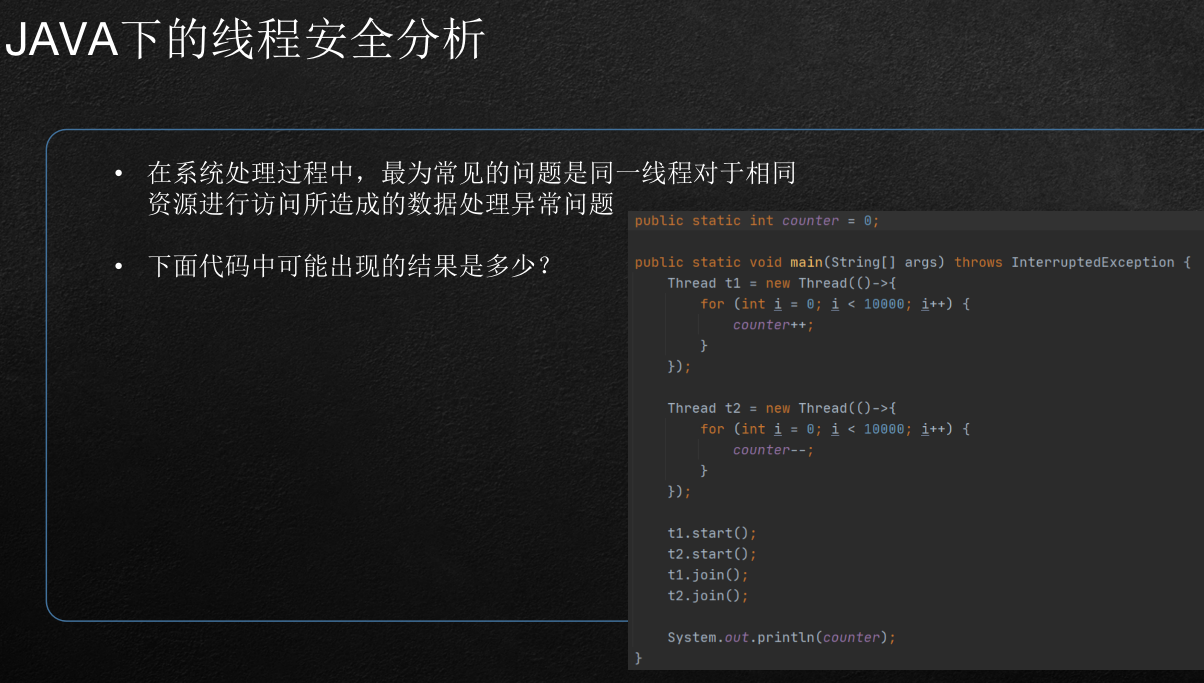 JAVA下的线程安全分析
• 在系统处理过程中，最为常见的问题是同一线程对于相同
资源进行访问所造成的数据处理异常问题
• 下面代码中可能出现的结果是多少？
public static int counter = 0;
public static void main(String[] args) throws InterruptedException {
Thread t1 = new Thread(()->{
for (int i = 0; i < 10000; i++) {
counter++;
}
});
Thread t2 = new Thread(()->{
for (int i = 0; i < 10000; i++) {
counter--;
}
});
t1.start();
t2.start();
t1.join();
t2.join();
System.out.println(counter);
}